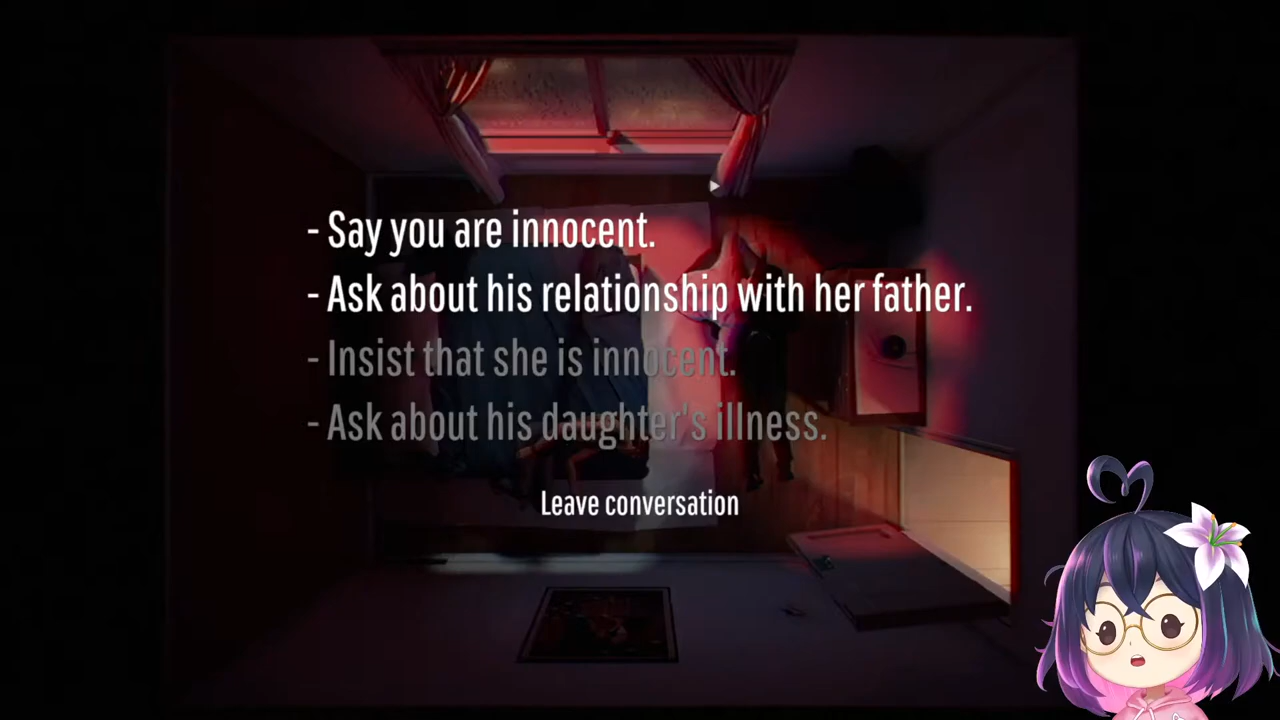 - Say you are innocent.
- Ask about his relationship with her father.
- Insist that she is innocent.
- Ask about his daughter's illness.
Leave conversation